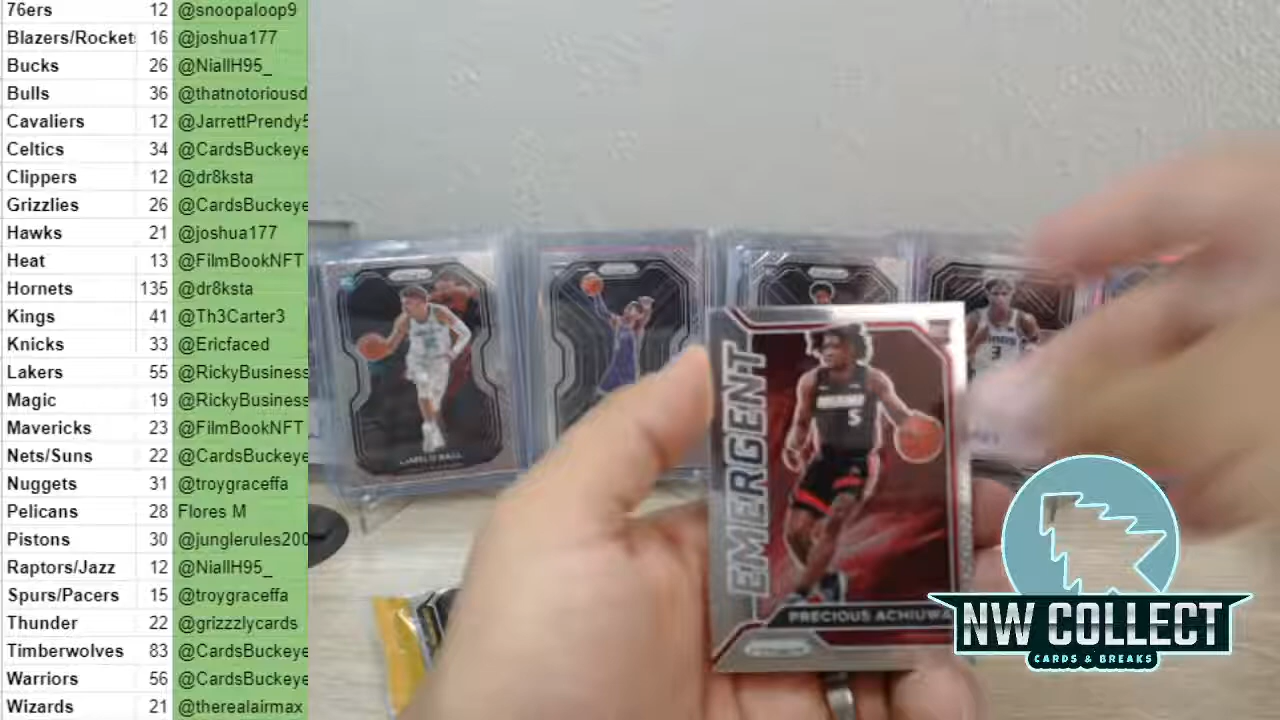 76ers 12 @snoopaloop9
Blazers/Rocket 16 @joshua177
Bucks 26 @NiallH95_
Bulls 36 @thatnotoriousd
Cavaliers 12 @JarrettPrendy5
Celtics 34 @CardsBuckeye
Clippers 12 @dr8ksta
Grizzlies 26 @CardsBuckeye
Hawks 21 @joshua177
Heat 13 @FilmBookNFT
Hornets 135 @dr8ksta
Kings 41 @Th3Carter3
Knicks 33 @Ericfaced
Lakers 55 @RickyBusiness
Magic 19 @RickyBusiness
Mavericks 23 @FilmBookNFT
Nets/Suns 22 @CardsBuckeye
Nuggets 31 @troygraceffa
Pelicans 28 Flores M
Pistons 30 @junglerules200
Raptors/Jazz 12 @NiallH95_
Spurs/Pacers 15 @troygraceffa
Thunder 22 @grizzzlycards
Timberwolves 83 @CardsBuckeye
Warriors 56 @CardsBuckeye
Wizards 21 @therealairmax
LAMELO BALL
3
EMERGENT
5
PRECIOUS ACHIUWA
NW COLLECT
CARDS & BREAKS